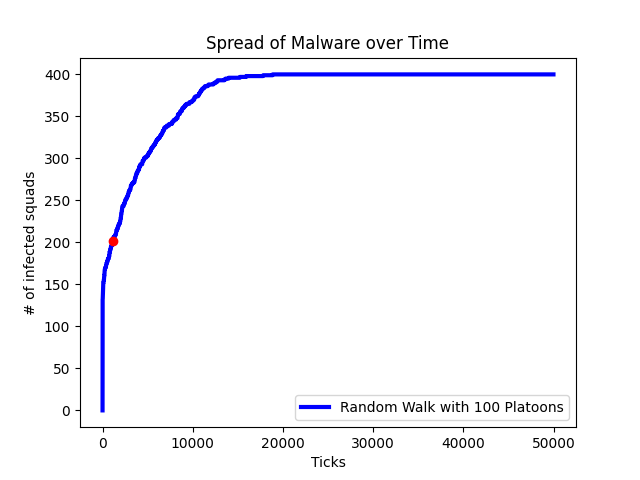 Spread of Malware over Time
# of infected squads
400
350
300
250
200
150
100
50
0
Random Walk with 100 Platoons
0 10000 20000 30000 40000 50000
Ticks